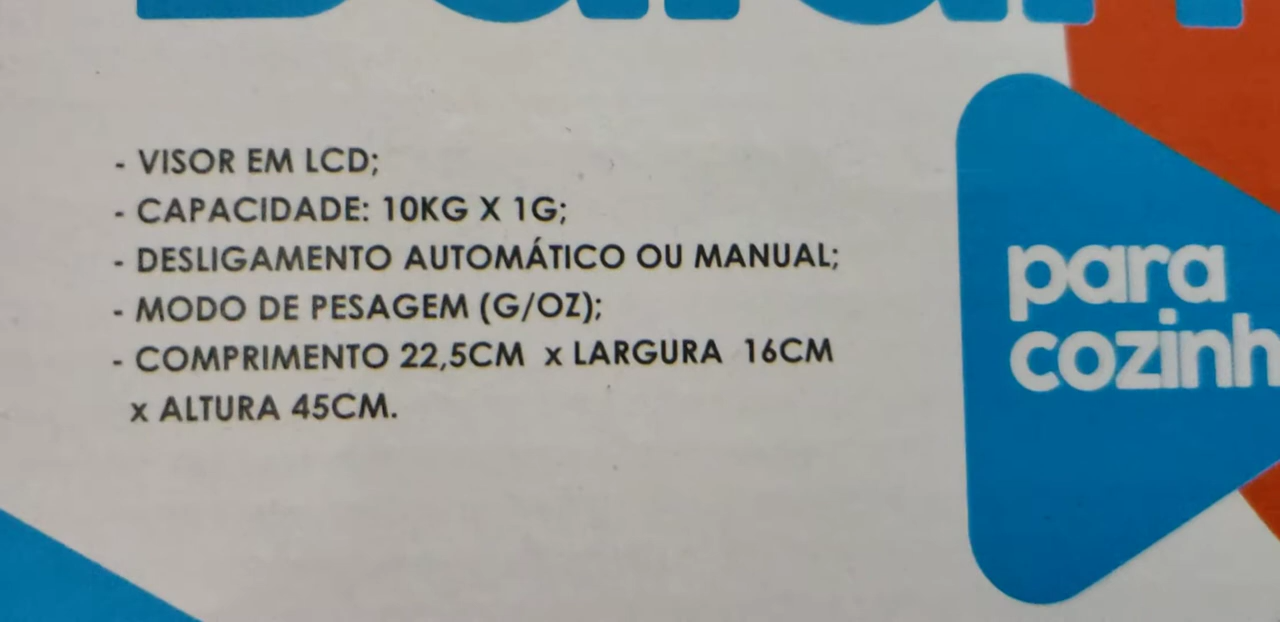 - VISOR EM LCD;
- CAPACIDADE: 10KG X 1G;
- DESLIGAMENTO AUTOMÁTICO OU MANUAL;
- MODO DE PESAGEM (G/OZ);
- COMPRIMENTO 22,5CM x LARGURA 16CM
x ALTURA 45CM.
para
cozinh